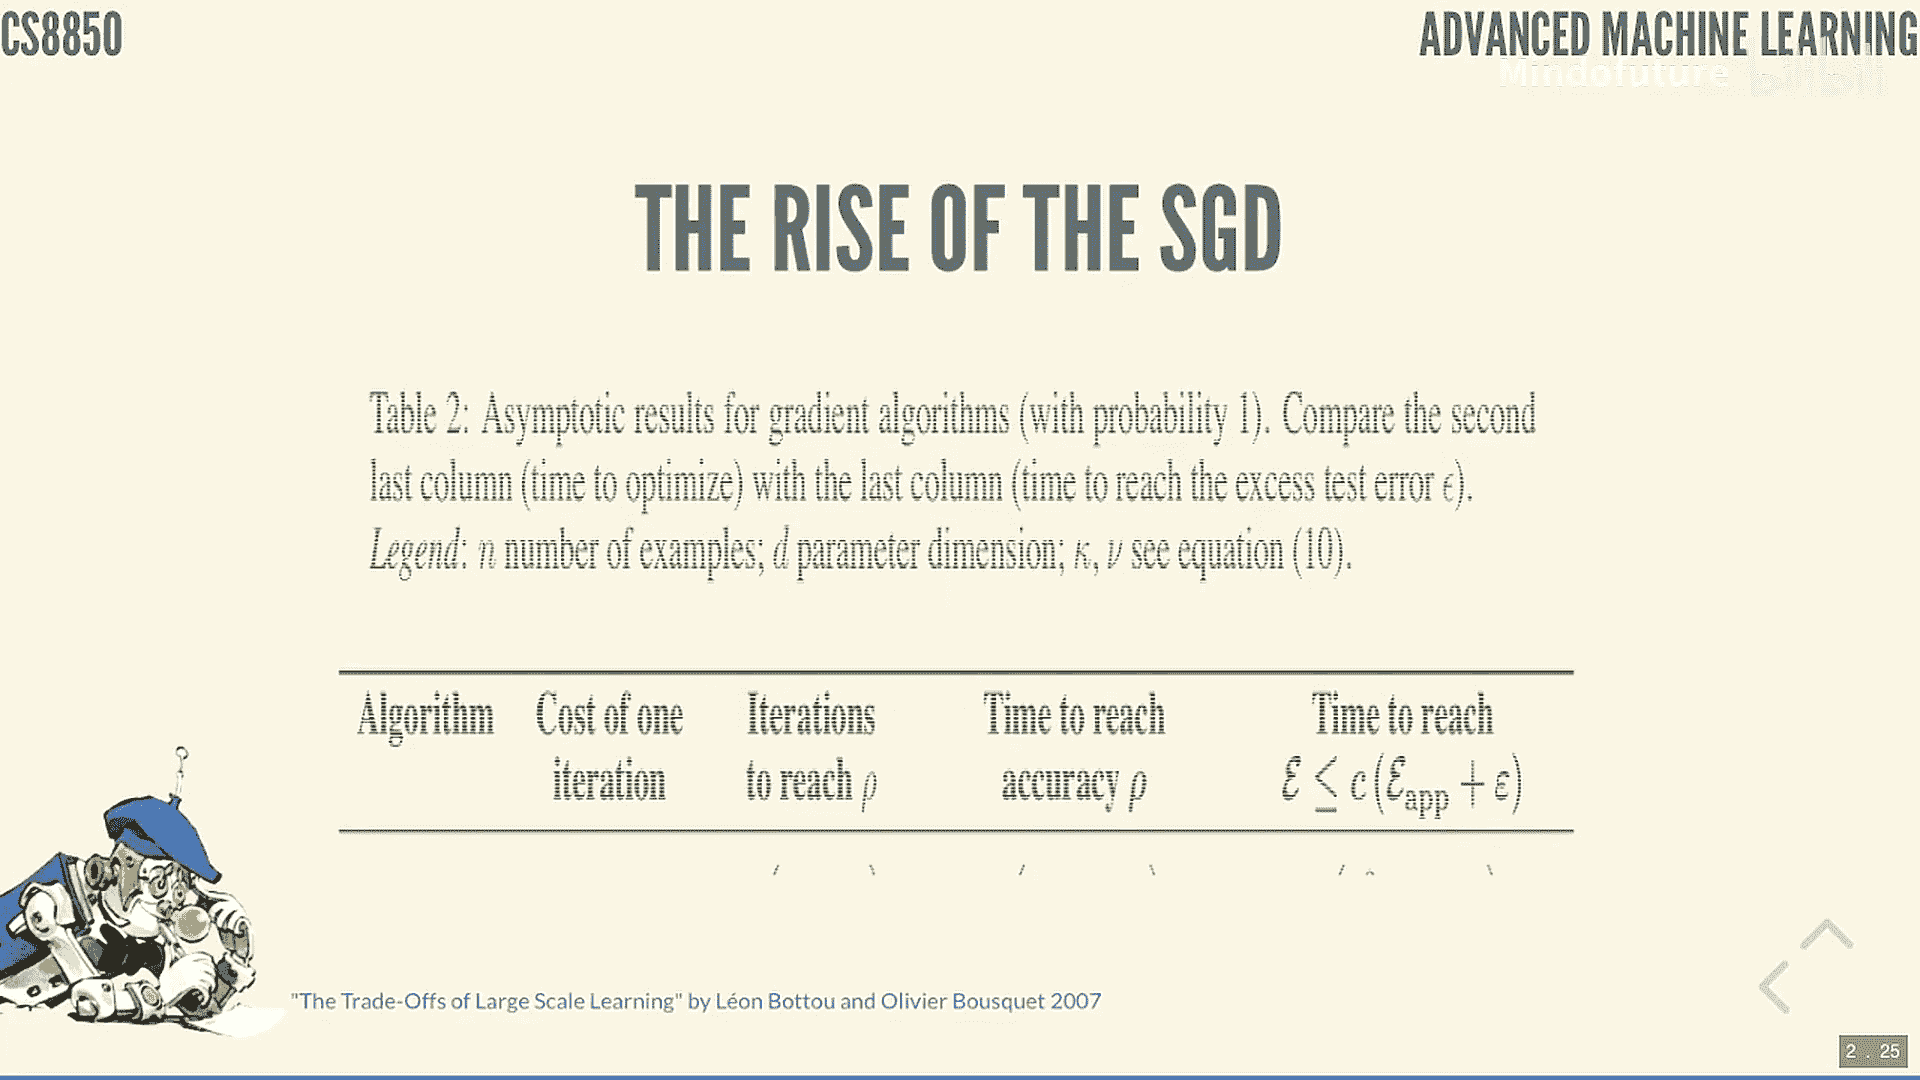 CS8850
ADVANCED MACHINE LEARNING
Mindofuture
THE RISE OF THE SGD
Table 2: Asymptotic results for gradient algorithms (with probability 1). Compare the second
last column (time to optimize) with the last column (time to reach the excess test error ϵ).
Legend: n number of examples; d parameter dimension; κ, ν see equation (10).
Algorithm Cost of one Iterations Time to reach Time to reach
iteration to reach ρ accuracy ρ ℰ ≤ c(ℰapp + ε)
"The Trade-Offs of Large Scale Learning" by Léon Bottou and Olivier Bousquet 2007
2 . 25